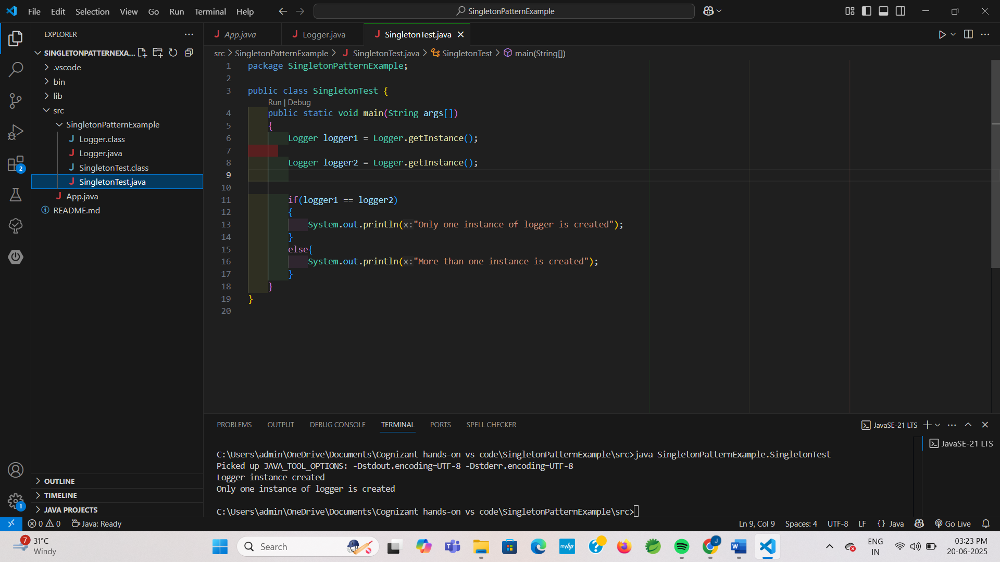 File Edit Selection View Go Run Terminal Help
SingletonPatternExample
EXPLORER
SINGLETONPATTERNEXA...
.vscode
bin
lib
src
SingletonPatternExample
Logger.class
Logger.java
SingletonTest.class
SingletonTest.java
App.java
README.md
OUTLINE
TIMELINE
JAVA PROJECTS
2
1
App.java Logger.java SingletonTest.java
src > SingletonPatternExample > SingletonTest.java > SingletonTest > main(String[])
1 package SingletonPatternExample;
2
3 public class SingletonTest {
Run | Debug
4 public static void main(String args[])
5 {
6 Logger logger1 = Logger.getInstance();
7
8 Logger logger2 = Logger.getInstance();
9
10
11 if(logger1 == logger2)
12 {
13 System.out.println(x:"Only one instance of logger is created");
14 }
15 else{
16 System.out.println(x:"More than one instance is created");
17 }
18 }
19 }
20
PROBLEMS OUTPUT DEBUG CONSOLE TERMINAL PORTS SPELL CHECKER
JavaSE-21 LTS
JavaSE-21 LTS
C:\Users\admin\OneDrive\Documents\Cognizant hands-on vs code\SingletonPatternExample\src>java SingletonPatternExample.SingletonTest
Picked up JAVA_TOOL_OPTIONS: -Dstdout.encoding=UTF-8 -Dstderr.encoding=UTF-8
Logger instance created
Only one instance of logger is created
C:\Users\admin\OneDrive\Documents\Cognizant hands-on vs code\SingletonPatternExample\src>
0 0 Java: Ready
Ln 9, Col 9 Spaces: 4 UTF-8 LF {} Java Go Live
7
31°C
Windy
Search
myhp
J
W
ENG
IN
03:23 PM
20-06-2025